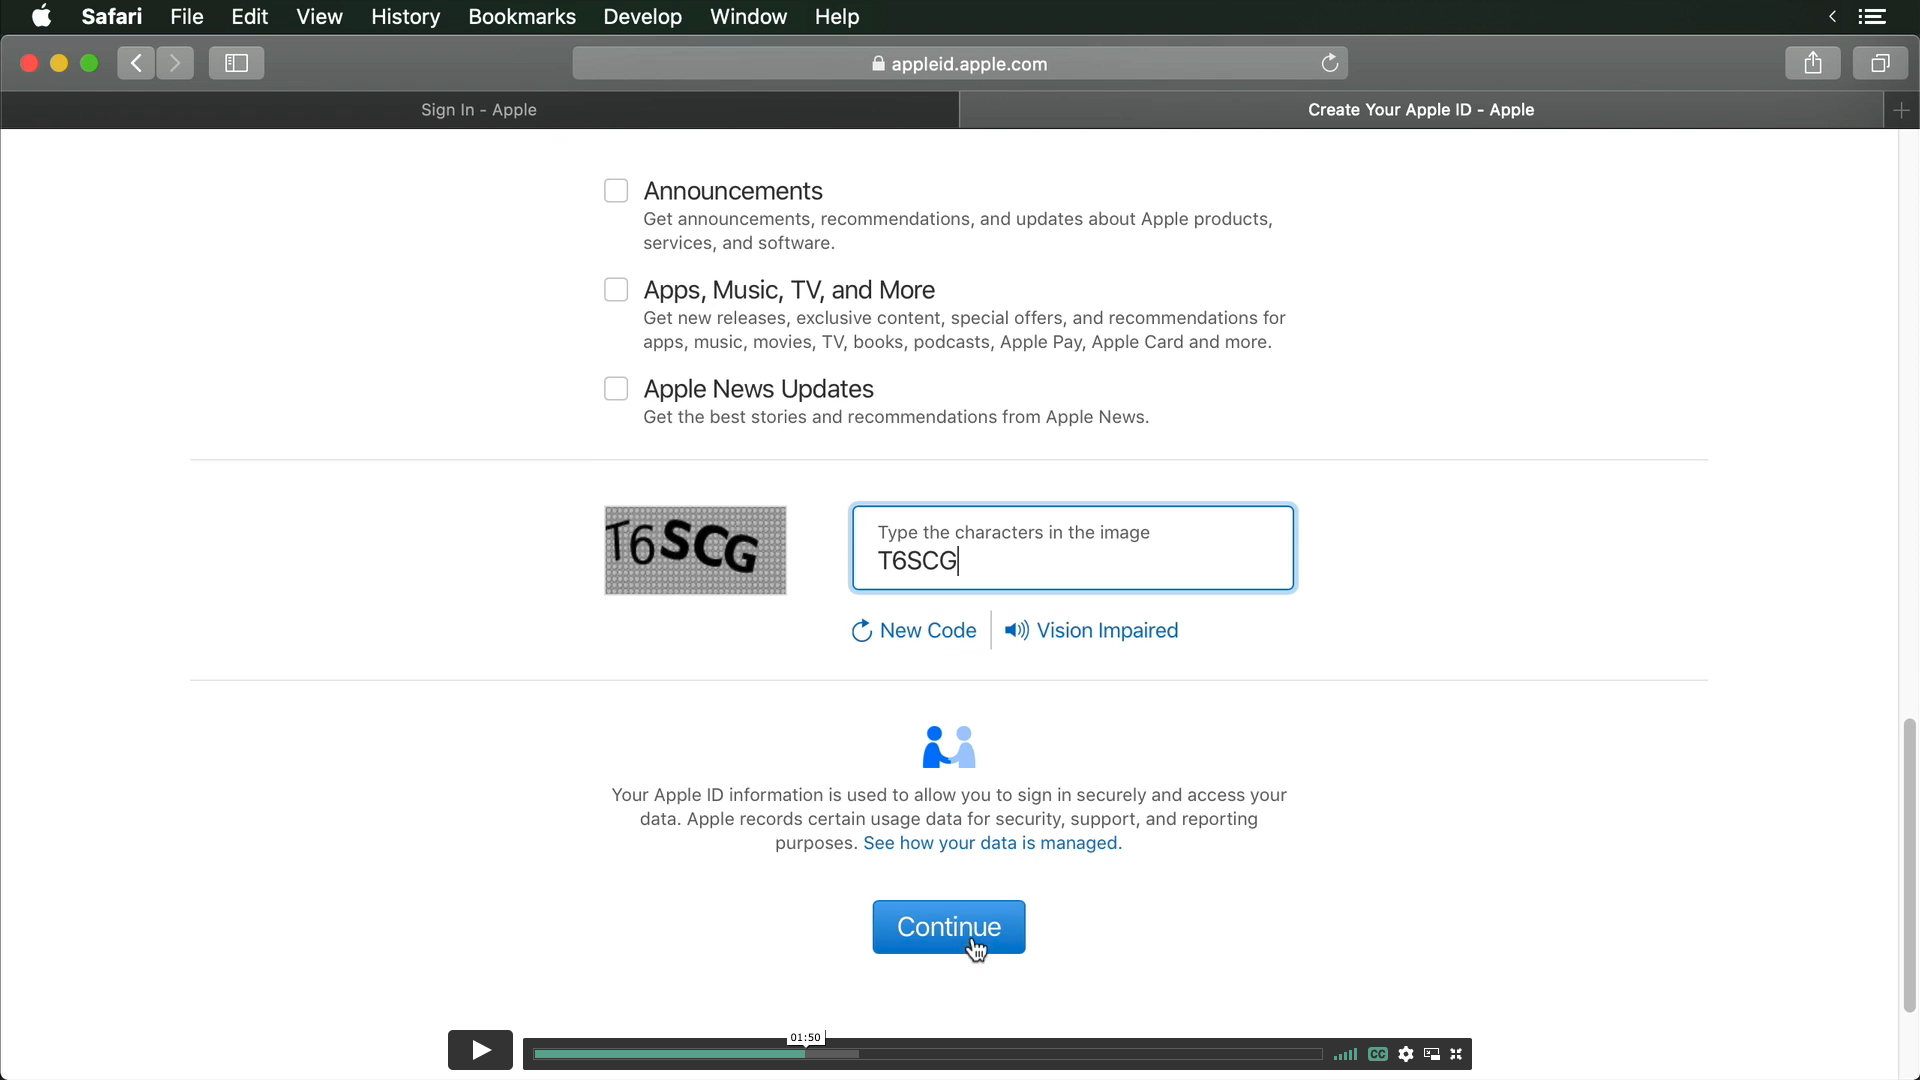 Safari File Edit View History Bookmarks Develop Window Help
appleid.apple.com
Sign In - Apple
Create Your Apple ID - Apple
Announcements
Get announcements, recommendations, and updates about Apple products,
services, and software.
Apps, Music, TV, and More
Get new releases, exclusive content, special offers, and recommendations for
apps, music, movies, TV, books, podcasts, Apple Pay, Apple Card and more.
Apple News Updates
Get the best stories and recommendations from Apple News.
T6SCG
Type the characters in the image
T6SCG
New Code
Vision Impaired
Your Apple ID information is used to allow you to sign in securely and access your
data. Apple records certain usage data for security, support, and reporting
purposes. See how your data is managed.
Continue
01:50
CC